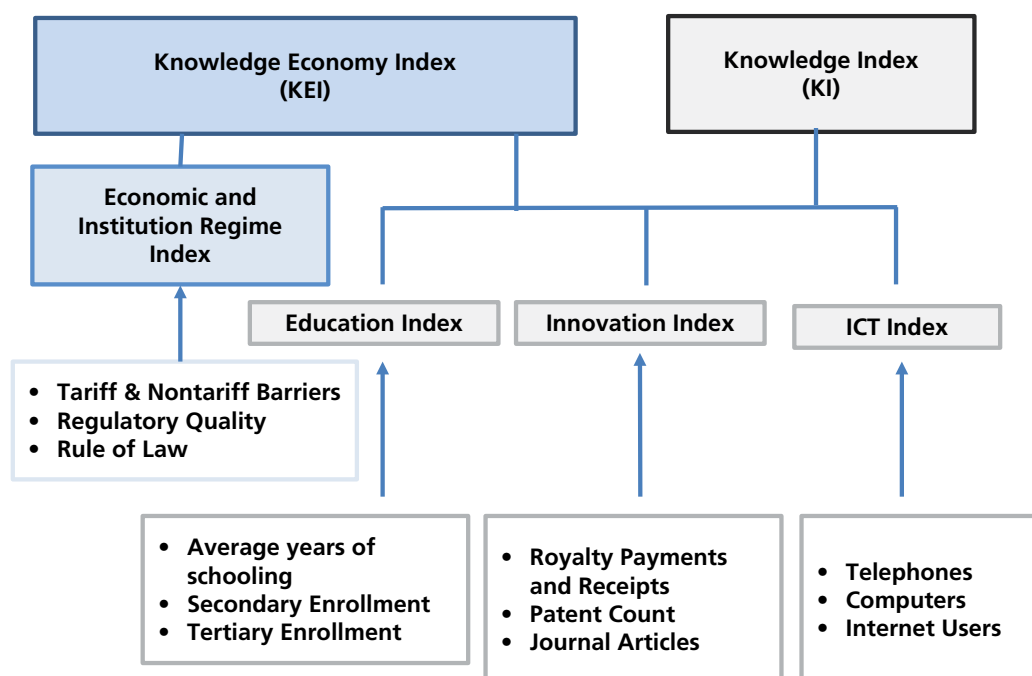 Knowledge Economy Index
(KEI)
Knowledge Index
(KI)
Economic and
Institution Regime
Index
Education Index
Innovation Index
ICT Index
• Tariff & Nontariff Barriers
• Regulatory Quality
• Rule of Law
• Average years of
schooling
• Secondary Enrollment
• Tertiary Enrollment
• Royalty Payments
and Receipts
• Patent Count
• Journal Articles
• Telephones
• Computers
• Internet Users